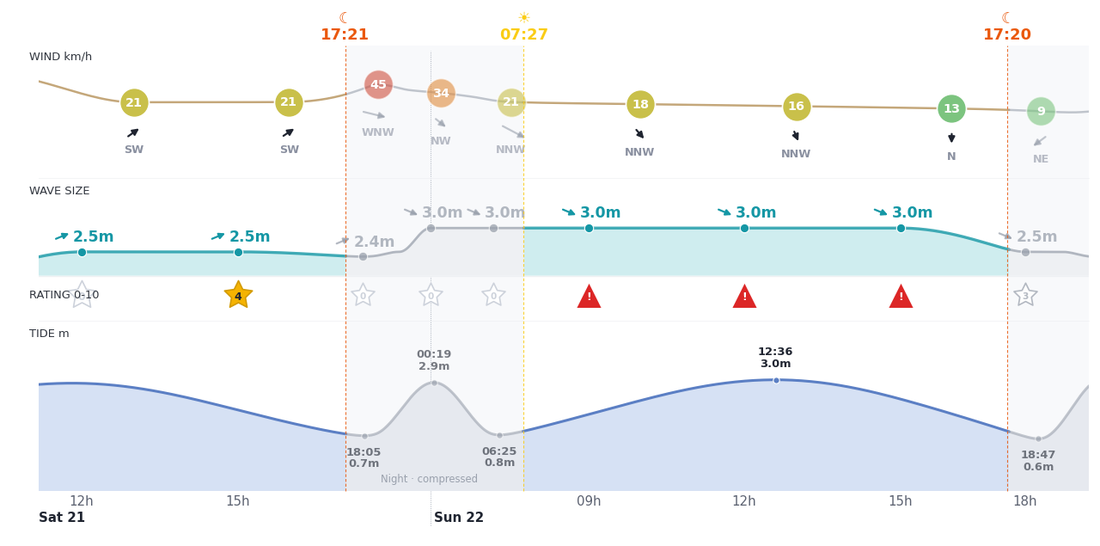 17:21
07:27
17:20
WIND km/h
21
21
45
34
21
18
16
13
9
SW
SW
WNW
NW
NNW
NNW
NNW
N
NE
WAVE SIZE
2.5m
2.5m
2.4m
3.0m
3.0m
3.0m
3.0m
3.0m
2.5m
RATING 0-10
4
0
0
0
!
!
!
3
TIDE m
00:19
2.9m
12:36
3.0m
18:05
0.7m
06:25
0.8m
18:47
0.6m
Night · compressed
12h
15h
09h
12h
15h
18h
Sat 21
Sun 22